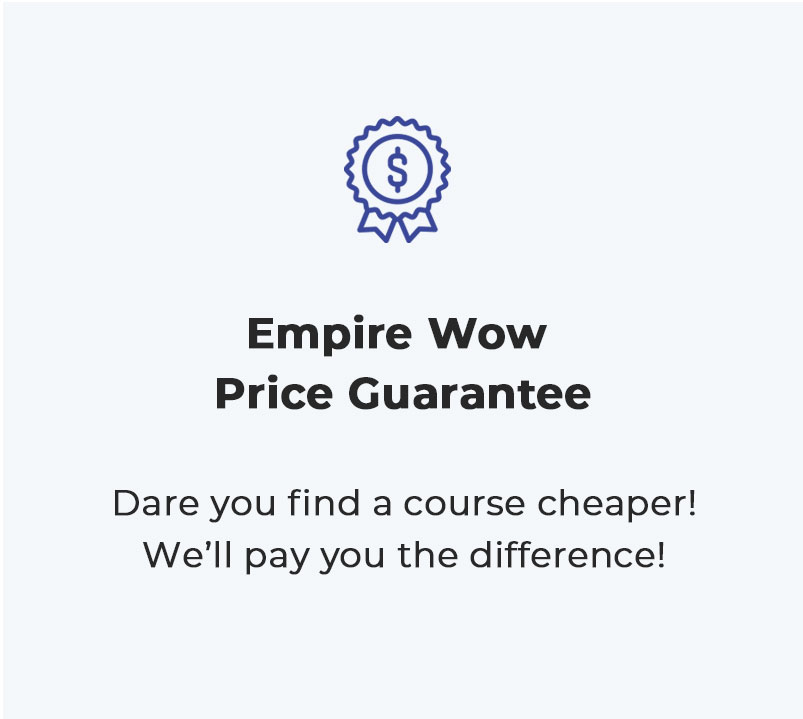 $
Empire Wow
Price Guarantee
Dare you find a course cheaper!
We’ll pay you the difference!